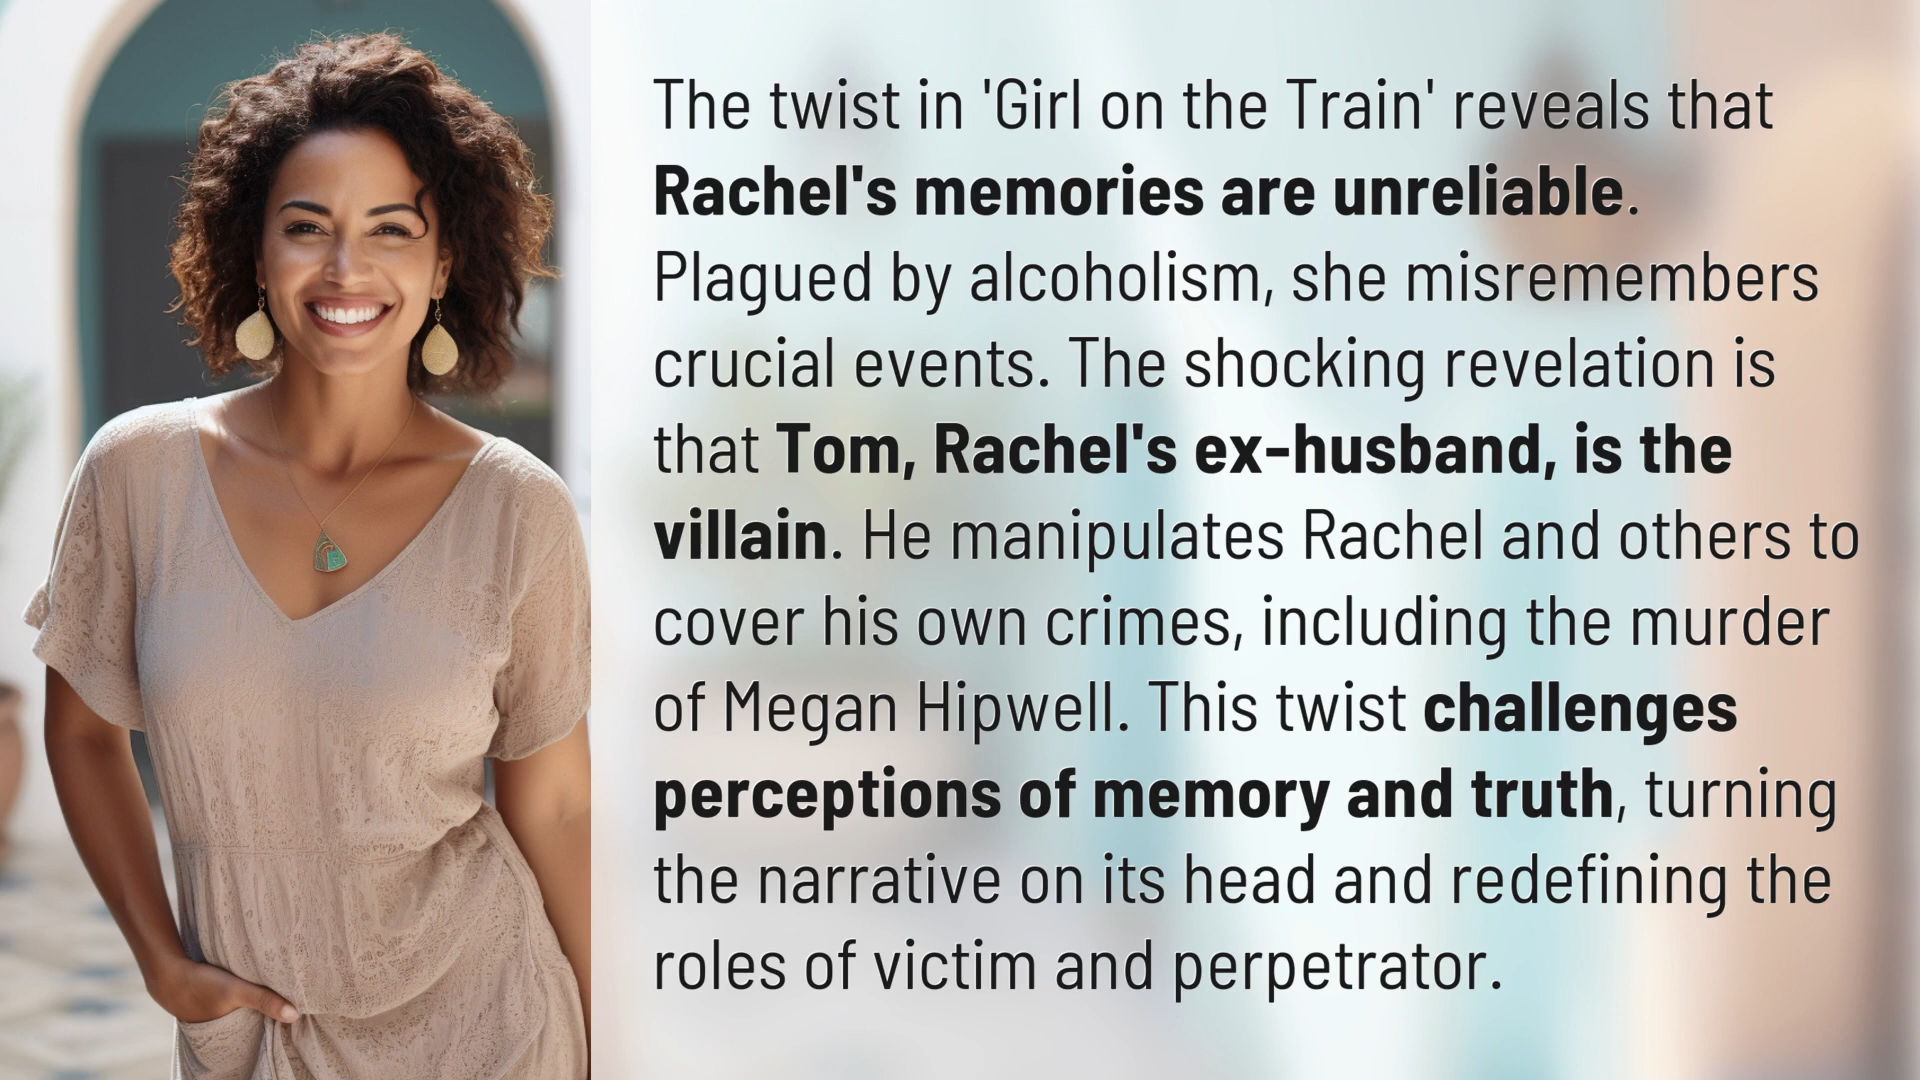 The twist in 'Girl on the Train' reveals that
Rachel's memories are unreliable.
Plagued by alcoholism, she misremembers
crucial events. The shocking revelation is
that Tom, Rachel's ex-husband, is the
villain. He manipulates Rachel and others to
cover his own crimes, including the murder
of Megan Hipwell. This twist challenges
perceptions of memory and truth, turning
the narrative on its head and redefining the
roles of victim and perpetrator.